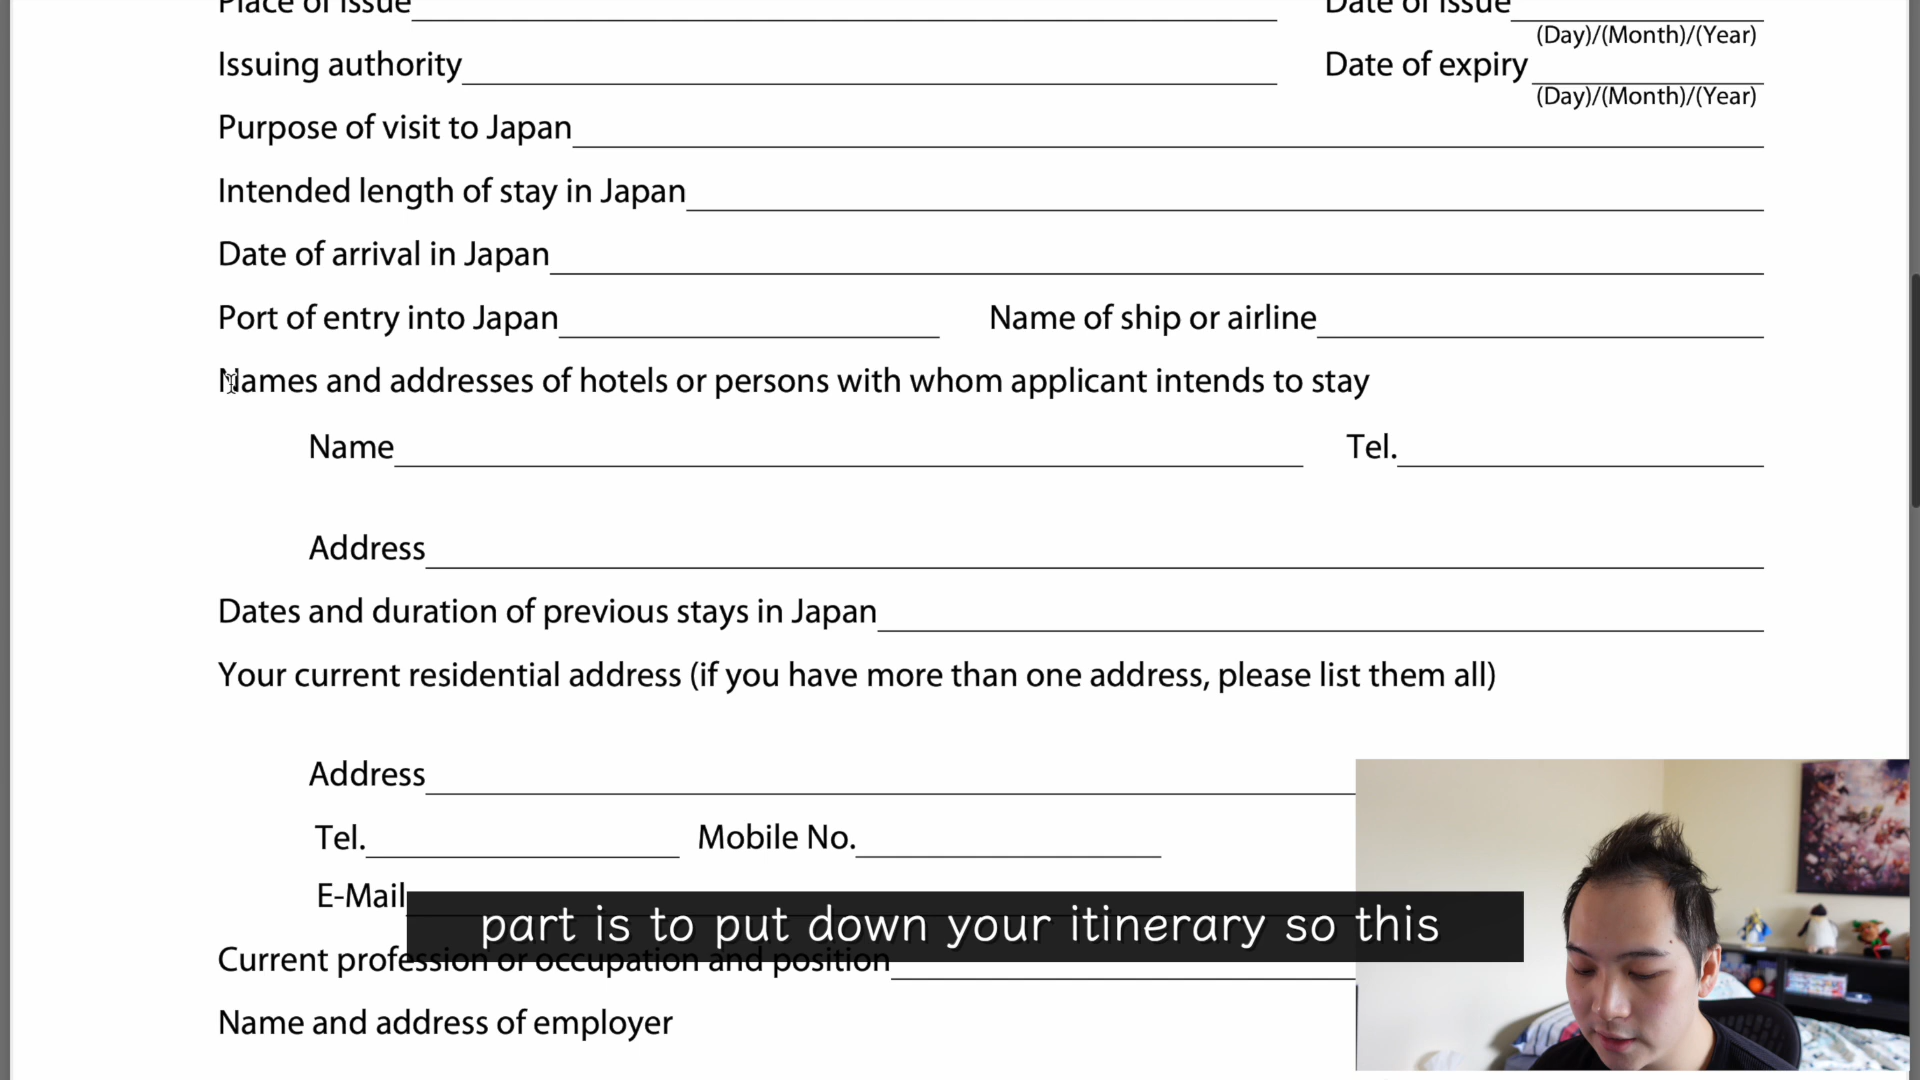 Place of issue Date of issue
(Day)/(Month)/(Year)
Issuing authority Date of expiry
(Day)/(Month)/(Year)
Purpose of visit to Japan
Intended length of stay in Japan
Date of arrival in Japan
Port of entry into Japan Name of ship or airline
Names and addresses of hotels or persons with whom applicant intends to stay
Name Tel.
Address
Dates and duration of previous stays in Japan
Your current residential address (if you have more than one address, please list them all)
Address
Tel. Mobile No.
E-Mail
part is to put down your itinerary so this
Current profession or occupation and position
Name and address of employer